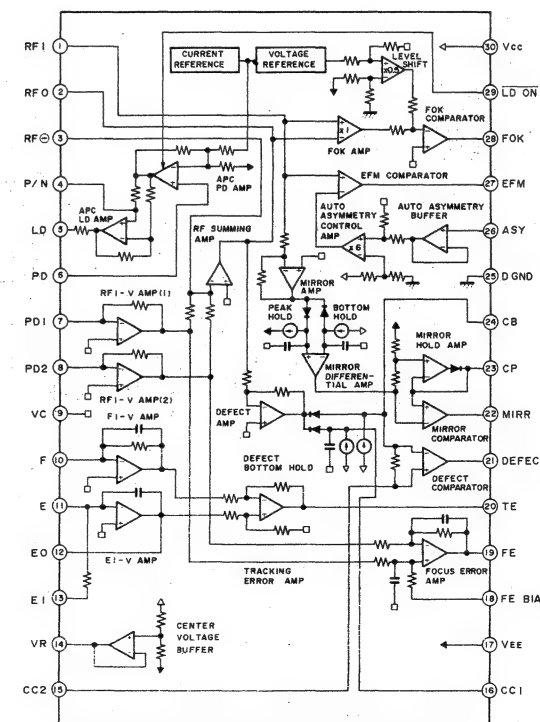 RFI 1
CURRENT REFERENCE
VOLTAGE REFERENCE
LEVEL SHIFT
×0.5
30 Vcc
RFO 2
29 LD ON
FOK COMPARATOR
RF⊖ 3
×1
FOK AMP
28 FOK
P/N 4
APC PD AMP
EFM COMPARATOR
27 EFM
APC LD AMP
LD 5
RF SUMMING AMP
AUTO ASYMMETRY CONTROL AMP
AUTO ASYMMETRY BUFFER
×6
26 ASY
PD 6
25 DGND
RFI-V AMP(1)
MIRROR AMP
PD1 7
PEAK HOLD
BOTTOM HOLD
24 CB
MIRROR HOLD AMP
PD2 8
23 CP
RFI-V AMP(2)
MIRROR DIFFERENTIAL AMP
VC 9
22 MIRR
MIRROR COMPARATOR
FI-V AMP
DEFECT AMP
F 10
21 DEFECT
DEFECT BOTTOM HOLD
DEFECT COMPARATOR
E 11
20 TE
EO 12
EI-V AMP
19 FE
TRACKING ERROR AMP
FOCUS ERROR AMP
EI 13
18 FE BIA
CENTER VOLTAGE BUFFER
VR 14
17 VEE
CC2 15
16 CC1